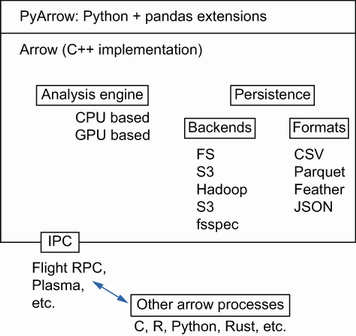 PyArrow: Python + pandas extensions
Arrow (C++ implementation)
Analysis engine
CPU based
GPU based
Persistence
Backends
FS
S3
Hadoop
S3
fsspec
Formats
CSV
Parquet
Feather
JSON
IPC
Flight RPC,
Plasma,
etc.
Other arrow processes
C, R, Python, Rust, etc.